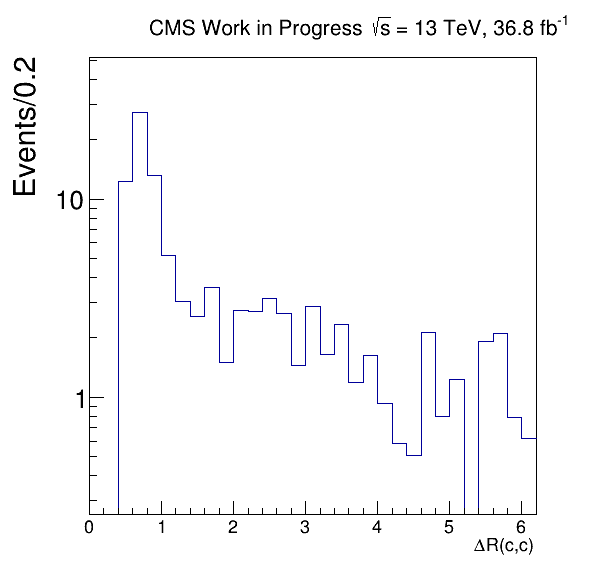 CMS Work in Progress √s = 13 TeV, 36.8 fb⁻¹
Events/0.2
10
1
0 1 2 3 4 5 6
ΔR(c,c)